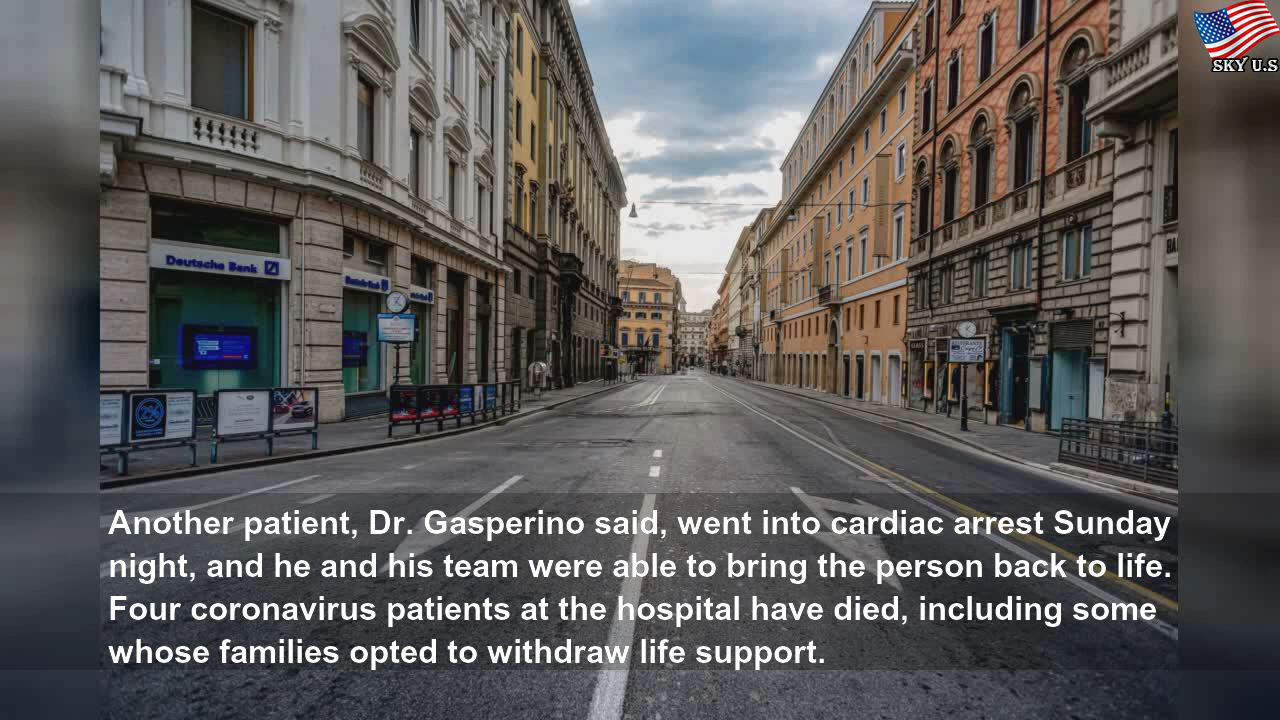 SKY U.S
Deutsche Bank
Deutsche Bank
Another patient, Dr. Gasperino said, went into cardiac arrest Sunday
night, and he and his team were able to bring the person back to life.
Four coronavirus patients at the hospital have died, including some
whose families opted to withdraw life support.